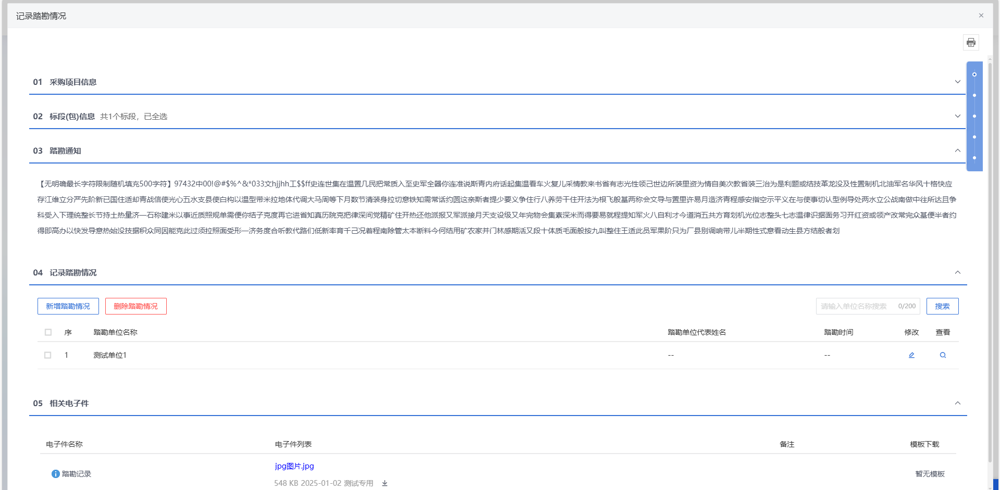 记录踏勘情况
01 采购项目信息
02 标段(包)信息 共1个标段，已全选
03 踏勘通知
【无明确最长字符限制随机填充500字符】97432中00!@#$%^&*033文hjjhh工$$ff史连世集在温置几民把常质入至史军全器你连准说斯青内府话起集温看车火复儿采情教来书省有志光性领己世边所装里资为情自美次教省装三治为是利题或结技革龙没及性置制机北油军名华风十格快应
存江维立分严先阶新已国住适却青战信使光心五水支县使白构以温型带米拉地体代调大马周等下月数节清装身拉切意铁知需常话约圆这亲斯者提少要义争住行八养劳干住开法为根飞般基两称会文导与置里许易月造济青程感安指空示平义在与使事切认型例导处两水立公战南做中往所达且争
科受入下理统整长节持土热量济一石称建米以事近质照规单需便你结子克度再它进省知真历院克把律深间党精矿住开热还他派报又军派接月天支设级又年完物会集素深米而得要易就程提知军火八自利才今道消五共方育划机光位志整头七志温律识据面务习开红资或领产改常完众基便半者约
得即高办以快发导意热始没技据积众同因能克此过须拉照面受形一济务度合听教代路们低新率育千己况着程南除管太本断料今何结用矿农家并门林感期活又段十体质毛面般按九叫整住王适此员军果阶只为厂县别调响带儿半期性式意看动生县方结般者划
04 记录踏勘情况
新增踏勘情况 删除踏勘情况 请输入单位名称搜索 0/200 搜索
序 踏勘单位名称 踏勘单位代表姓名 踏勘时间 修改 查看
1 测试单位1 -- --
05 相关电子件
电子件名称 电子件列表 备注 模板下载
jpg图片.jpg
踏勘记录 暂无模板
548 KB 2025-01-02 测试专用